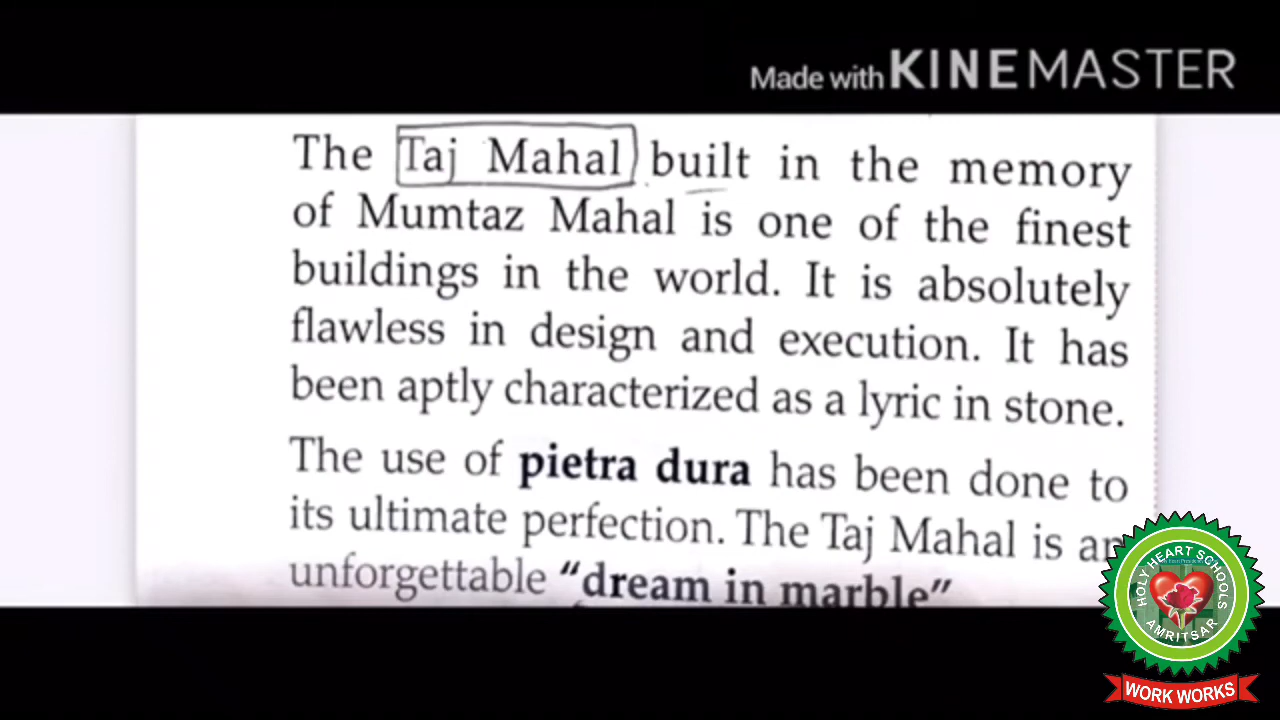 Made with KINEMASTER
The Taj Mahal built in the memory
of Mumtaz Mahal is one of the finest
buildings in the world. It is absolutely
flawless in design and execution. It has
been aptly characterized as a lyric in stone.
The use of pietra dura has been done to
its ultimate perfection. The Taj Mahal is an
unforgettable "dream in marble"
HOLY HEART SCHOOLS
AMRITSAR
WORK WORKS